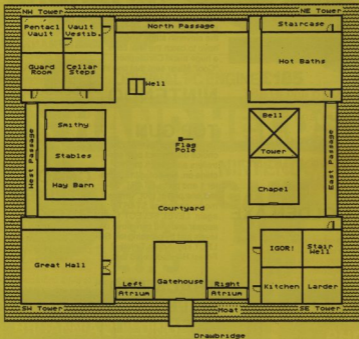 NW Tower
NE Tower
North Passage
Pentacl Vault
Vault Vestib.
Staircase
Guard Room
Cellar Steps
Hot Baths
Well
West Passage
East Passage
Smithy
Stables
Hay Barn
Flag Pole
Bell Tower
Chapel
Courtyard
Great Hall
IGOR!
Stair Well
Left Atrium
Gatehouse
Right Atrium
Kitchen
Larder
SW Tower
Moat
SE Tower
Drawbridge